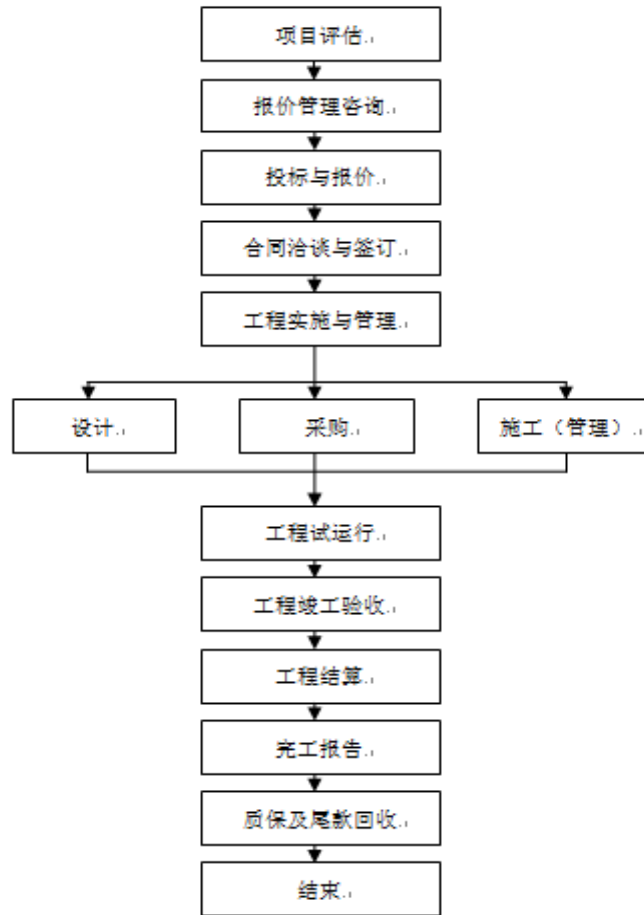 项目评估
报价管理咨询
投标与报价
合同洽谈与签订
工程实施与管理
设计
采购
施工（管理）
工程试运行
工程竣工验收
工程结算
完工报告
质保及尾款回收
结束